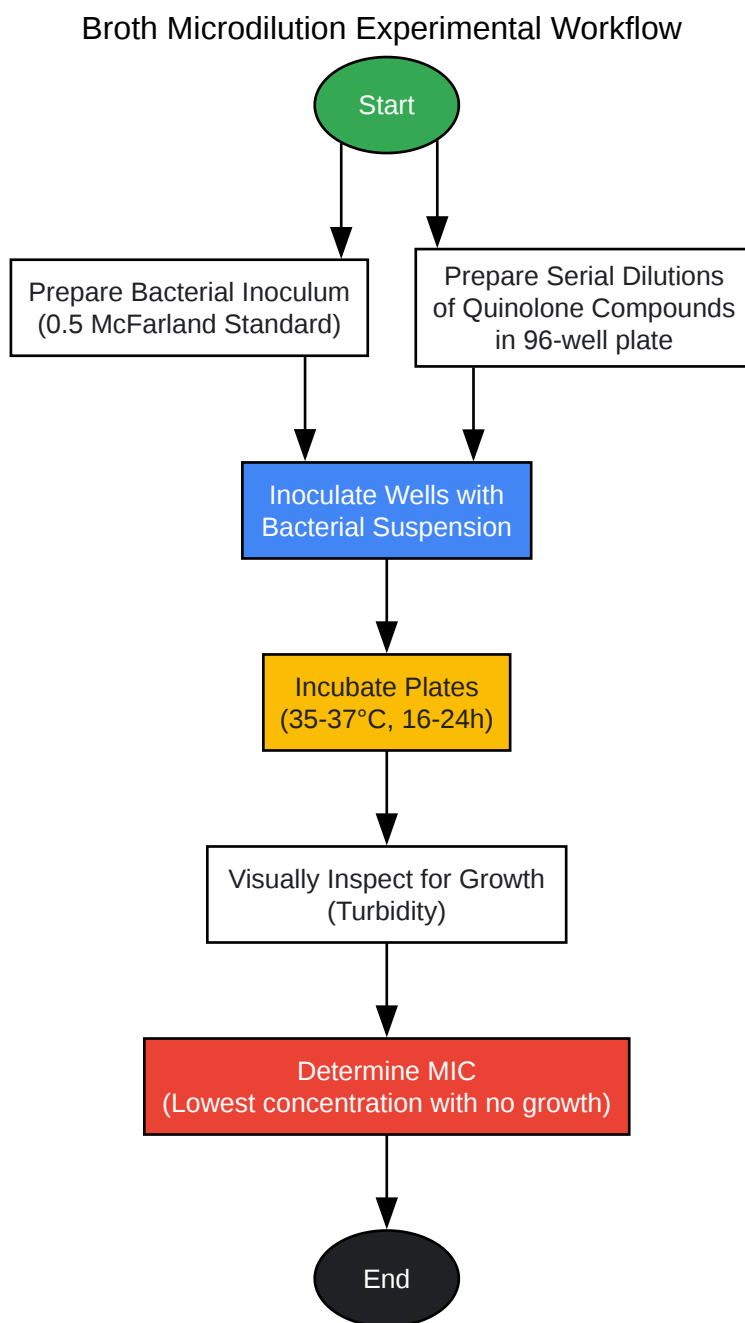 Broth Microdilution Experimental Workflow
Start
Prepare Bacterial Inoculum
(0.5 McFarland Standard)
Prepare Serial Dilutions
of Quinolone Compounds
in 96-well plate
Inoculate Wells with
Bacterial Suspension
Incubate Plates
(35-37°C, 16-24h)
Visually Inspect for Growth
(Turbidity)
Determine MIC
(Lowest concentration with no growth)
End